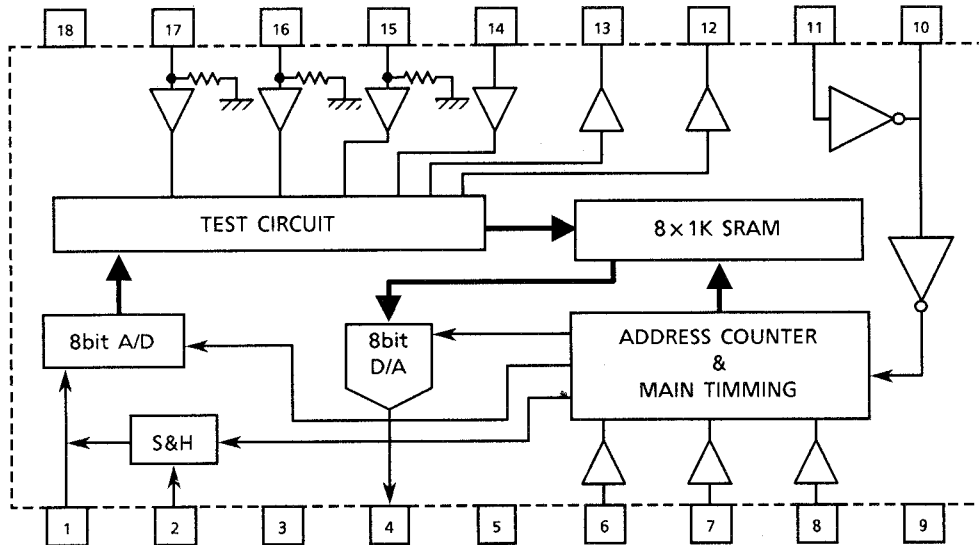 18 17 16 15 14 13 12 11 10
TEST CIRCUIT
8×1K SRAM
8bit A/D
8bit
D/A
ADDRESS COUNTER
&
MAIN TIMMING
S&H
1 2 3 4 5 6 7 8 9